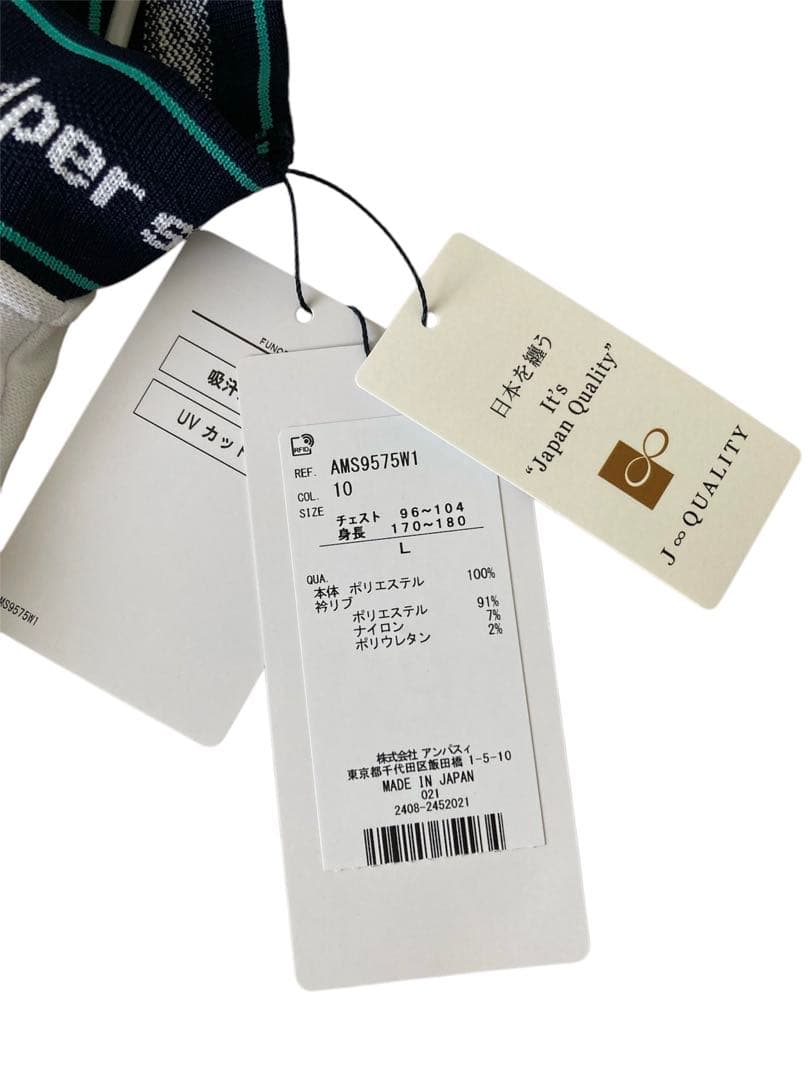 per s
FUNC
吸汗
UV カット
MS9575W1
RFID
REF. AMS9575W1
COL. 10
SIZE
チェスト 96~104
身長 170~180
L
QUA.
本体 ポリエステル 100%
衿リブ
ポリエステル 91%
ナイロン 7%
ポリウレタン 2%
株式会社 アンパスィ
東京都千代田区飯田橋 1-5-10
MADE IN JAPAN
021
2408-2452021
日本を纏う
It's
"Japan Quality"
J∞QUALITY